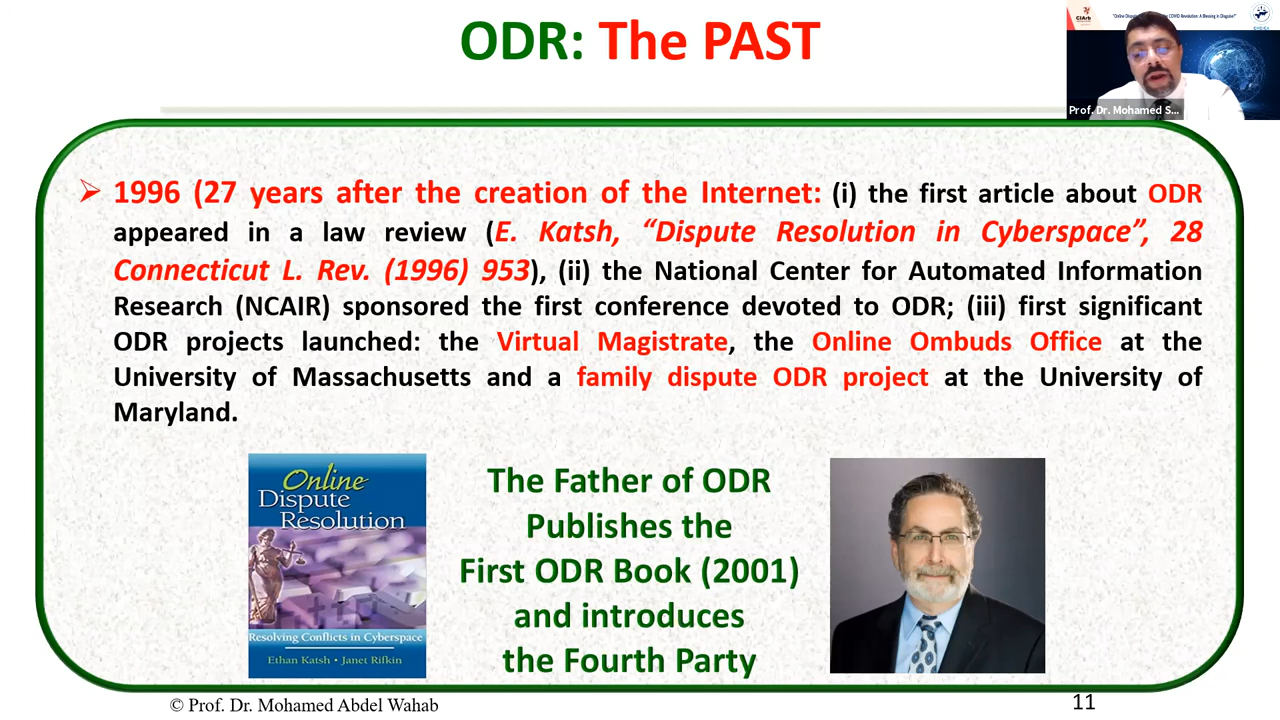 ODR: The PAST
CIArb
Prof. Dr. Mohamed S...
➢ 1996 (27 years after the creation of the Internet: (i) the first article about ODR
appeared in a law review (E. Katsh, “Dispute Resolution in Cyberspace”, 28
Connecticut L. Rev. (1996) 953), (ii) the National Center for Automated Information
Research (NCAIR) sponsored the first conference devoted to ODR; (iii) first significant
ODR projects launched: the Virtual Magistrate, the Online Ombuds Office at the
University of Massachusetts and a family dispute ODR project at the University of
Maryland.
Online
Dispute
Resolution
Resolving Conflicts in Cyberspace
Ethan Katsh • Janet Rifkin
The Father of ODR
Publishes the
First ODR Book (2001)
and introduces
the Fourth Party
© Prof. Dr. Mohamed Abdel Wahab
11